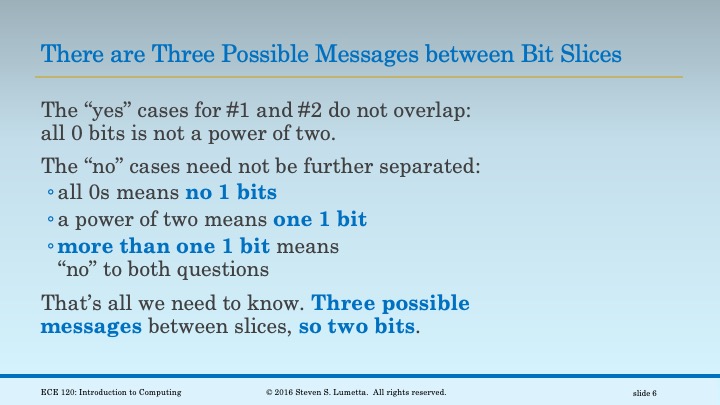 There are Three Possible Messages between Bit Slices
The “yes” cases for #1 and #2 do not overlap:
all 0 bits is not a power of two.
The “no” cases need not be further separated:
◦all 0s means no 1 bits
◦a power of two means one 1 bit
◦more than one 1 bit means
“no” to both questions
That’s all we need to know. Three possible
messages between slices, so two bits.
ECE 120: Introduction to Computing © 2016 Steven S. Lumetta. All rights reserved. slide 6